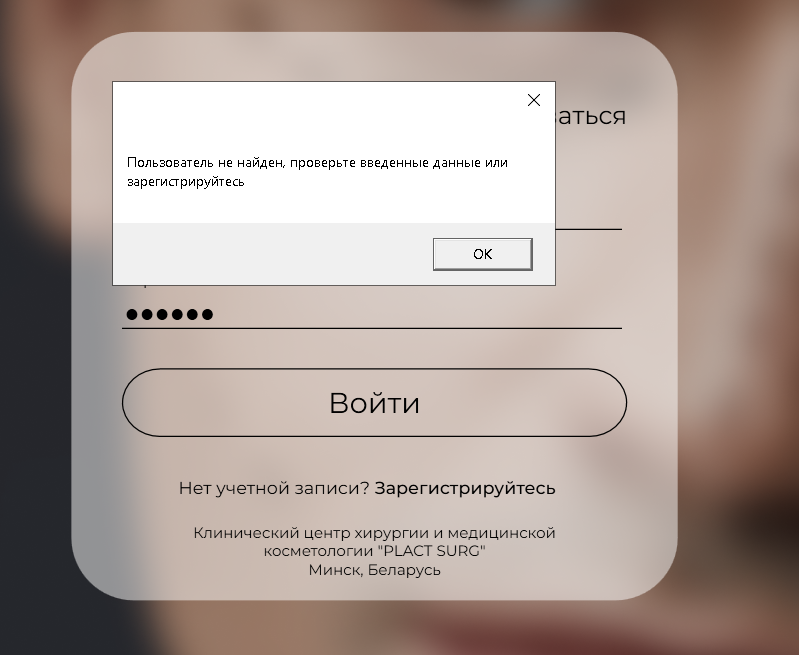 аться
Пользователь не найден, проверьте введенные данные или
зарегистрируйтесь
OK
●●●●●●
Войти
Нет учетной записи? Зарегистрируйтесь
Клинический центр хирургии и медицинской
косметологии "PLACT SURG"
Минск, Беларусь